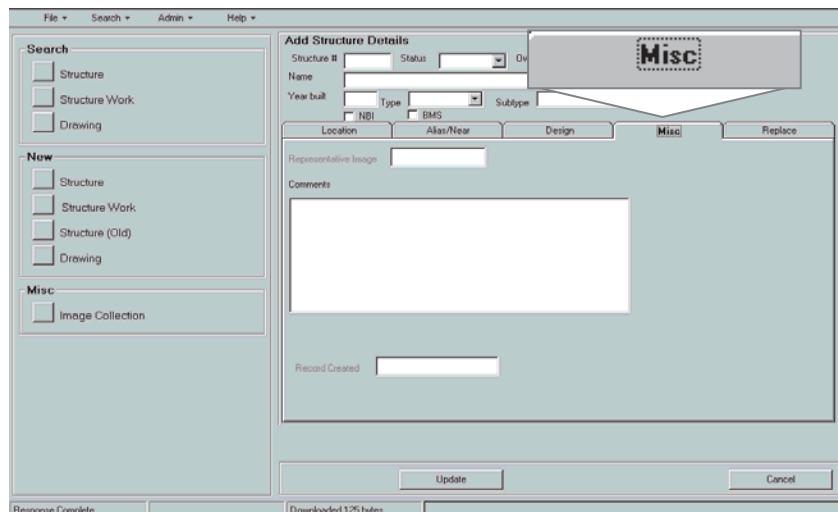 File Search Admin Help
Search
Structure
Structure Work
Drawing
New
Structure
Structure Work
Structure (Old)
Drawing
Misc
Image Collection
Add Structure Details
Structure # Status
Name
Year built Type Subtype
NBI BMS
Misc
Location Alias/Near Design Misc Replace
Representative Image
Comments
Record Created
Update Cancel
Response Complete Downloaded 125 bytes